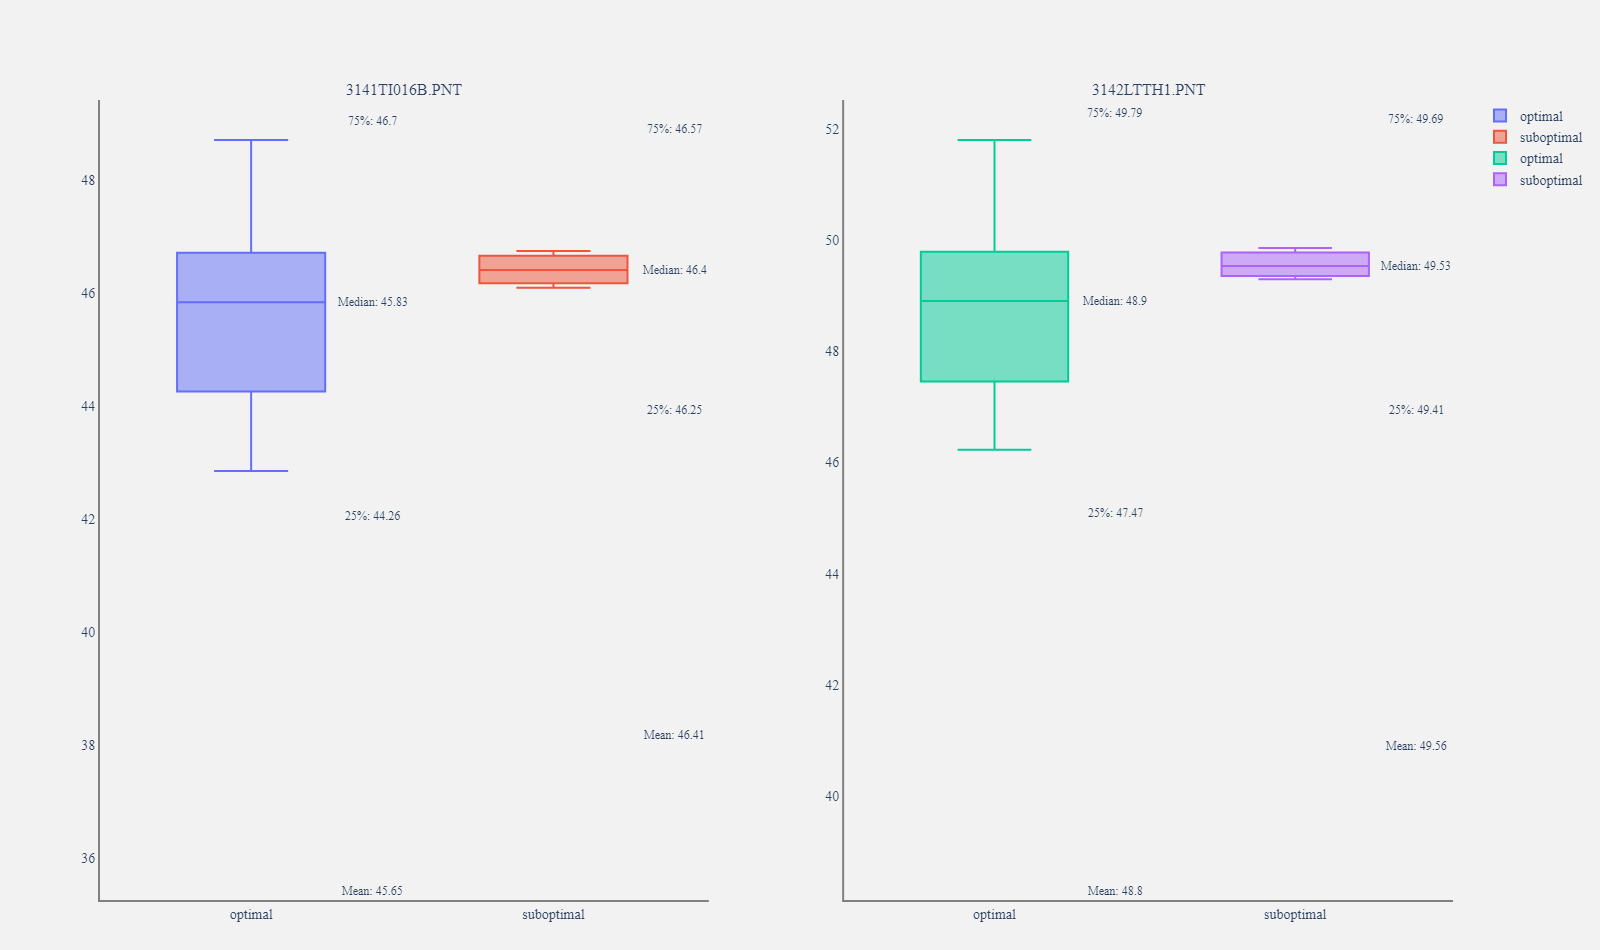 3141TI016B.PNT
75%: 46.7
75%: 46.57
48
46
44
42
40
38
36
Median: 46.4
Median: 45.83
25%: 46.25
25%: 44.26
Mean: 46.41
Mean: 45.65
optimal
suboptimal
3142LTTH1.PNT
75%: 49.79
75%: 49.69
52
50
48
46
44
42
40
Median: 49.53
Median: 48.9
25%: 49.41
25%: 47.47
Mean: 49.56
Mean: 48.8
optimal
suboptimal
optimal
suboptimal
optimal
suboptimal